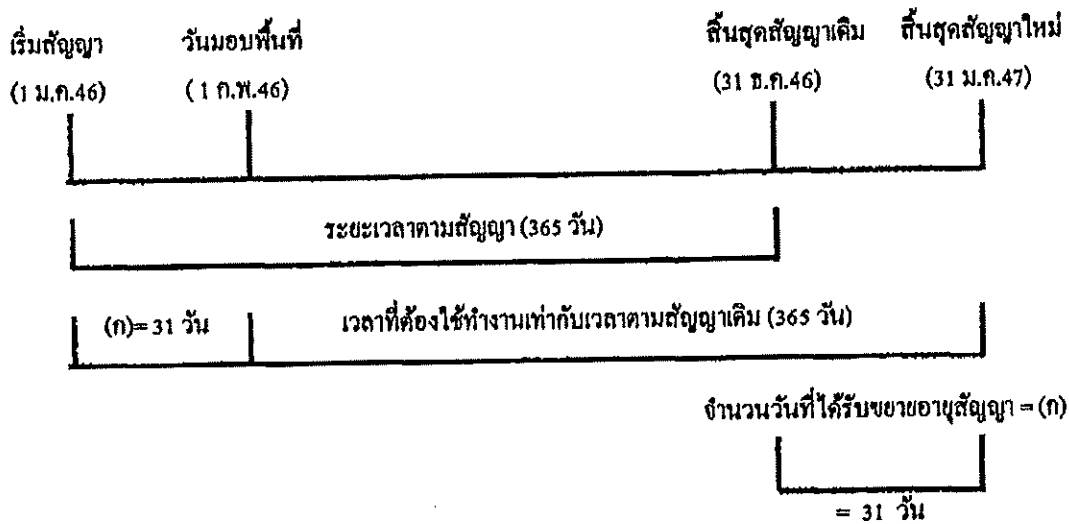 เริ่มสัญญา วันมอบพื้นที่ สิ้นสุดสัญญาเดิม สิ้นสุดสัญญาใหม่
(1 ม.ค.46) (1 ก.พ.46) (31 ธ.ค.46) (31 ม.ค.47)
ระยะเวลาตามสัญญา (365 วัน)
(ก)= 31 วัน เวลาที่ต้องใช้ทำงานเท่ากับเวลาตามสัญญาเดิม (365 วัน)
จำนวนวันที่ได้รับขยายอายุสัญญา = (ก)
= 31 วัน